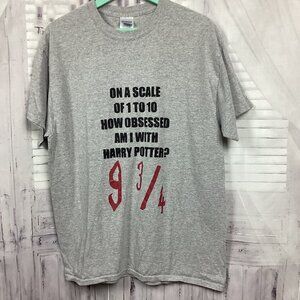 ON A SCALE
OF 1 TO 10
HOW OBSESSED
AM I WITH
HARRY POTTER?
9 3/4